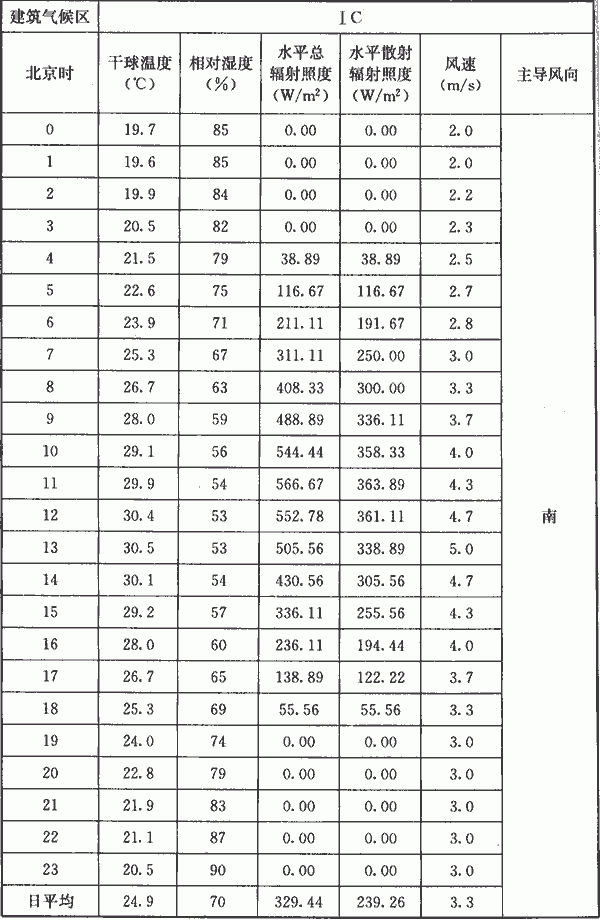 建筑气候区 ⅠC
北京时 干球温度(℃) 相对湿度(%) 水平总辐射照度(W/m²) 水平散射辐射照度(W/m²) 风速(m/s) 主导风向
0 19.7 85 0.00 0.00 2.0
1 19.6 85 0.00 0.00 2.0
2 19.9 84 0.00 0.00 2.2
3 20.5 82 0.00 0.00 2.3
4 21.5 79 38.89 38.89 2.5
5 22.6 75 116.67 116.67 2.7
6 23.9 71 211.11 191.67 2.8
7 25.3 67 311.11 250.00 3.0
8 26.7 63 408.33 300.00 3.3
9 28.0 59 488.89 336.11 3.7
10 29.1 56 544.44 358.33 4.0
11 29.9 54 566.67 363.89 4.3
12 30.4 53 552.78 361.11 4.7 南
13 30.5 53 505.56 338.89 5.0
14 30.1 54 430.56 305.56 4.7
15 29.2 57 336.11 255.56 4.3
16 28.0 60 236.11 194.44 4.0
17 26.7 65 138.89 122.22 3.7
18 25.3 69 55.56 55.56 3.3
19 24.0 74 0.00 0.00 3.0
20 22.8 79 0.00 0.00 3.0
21 21.9 83 0.00 0.00 3.0
22 21.1 87 0.00 0.00 3.0
23 20.5 90 0.00 0.00 3.0
日平均 24.9 70 329.44 239.26 3.3